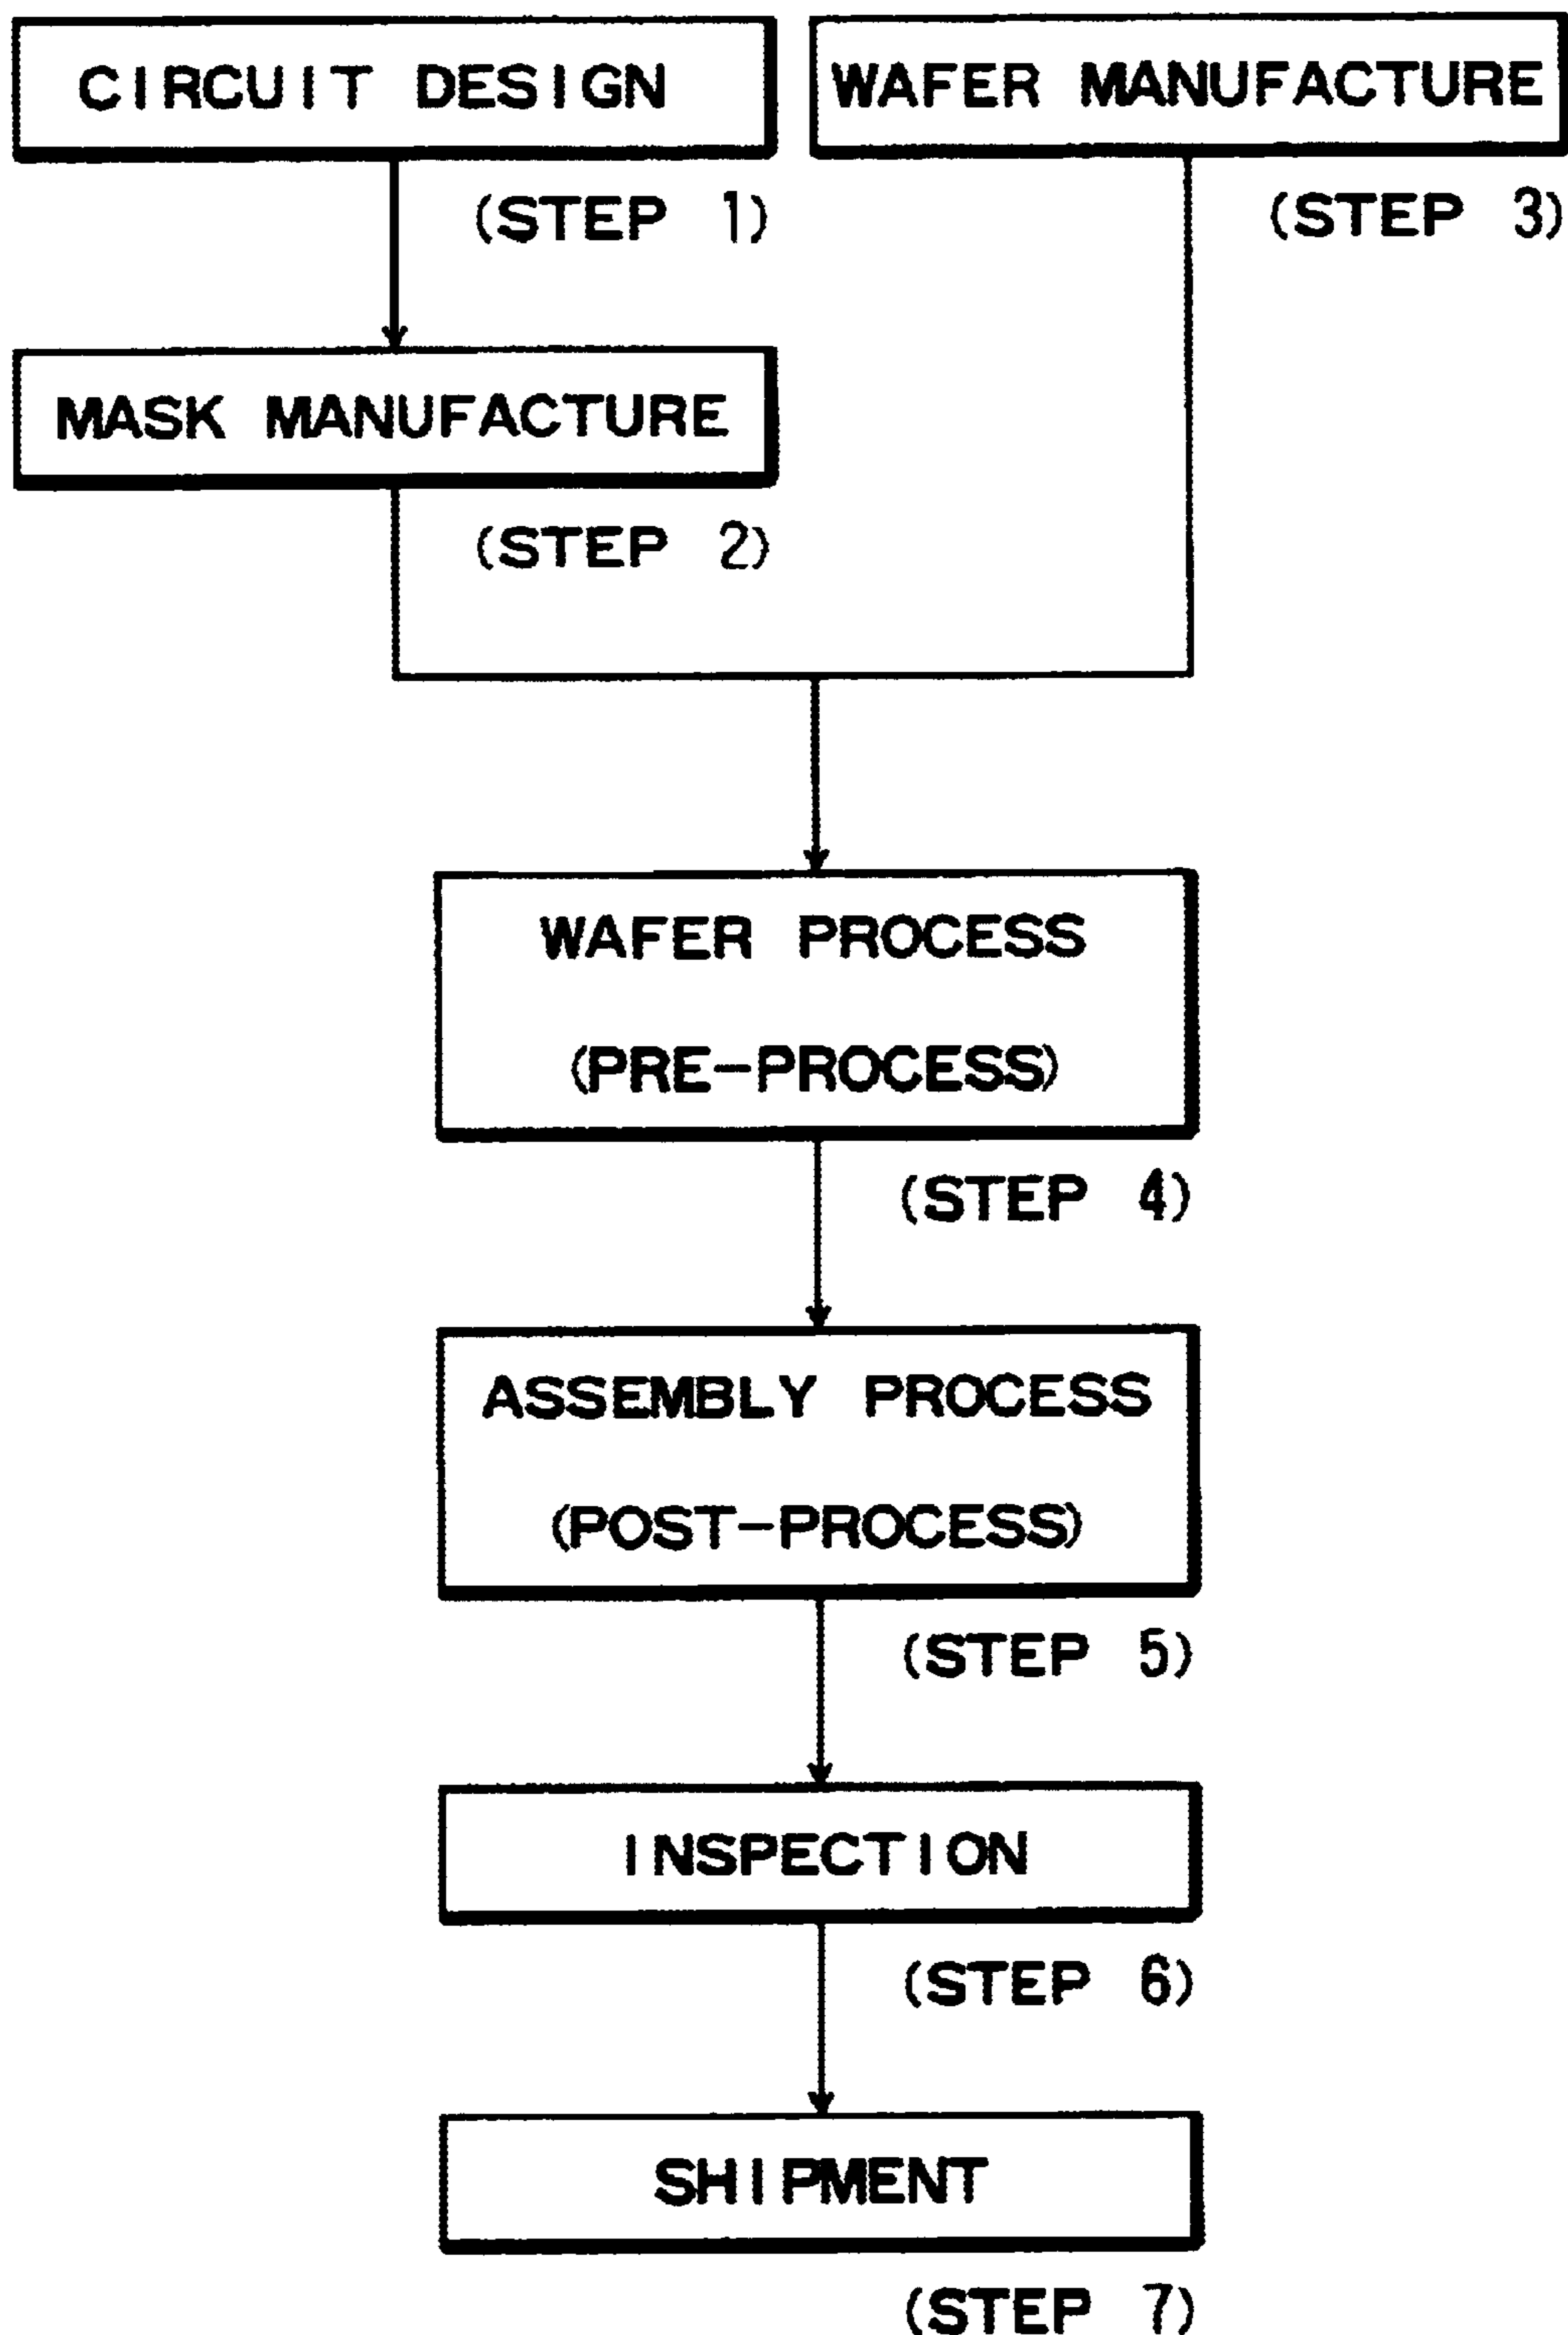 CIRCUIT DESIGN
(STEP 1)
WAFER MANUFACTURE
(STEP 3)
MASK MANUFACTURE
(STEP 2)
WAFER PROCESS
(PRE-PROCESS)
(STEP 4)
ASSEMBLY PROCESS
(POST-PROCESS)
(STEP 5)
INSPECTION
(STEP 6)
SHIPMENT
(STEP 7)